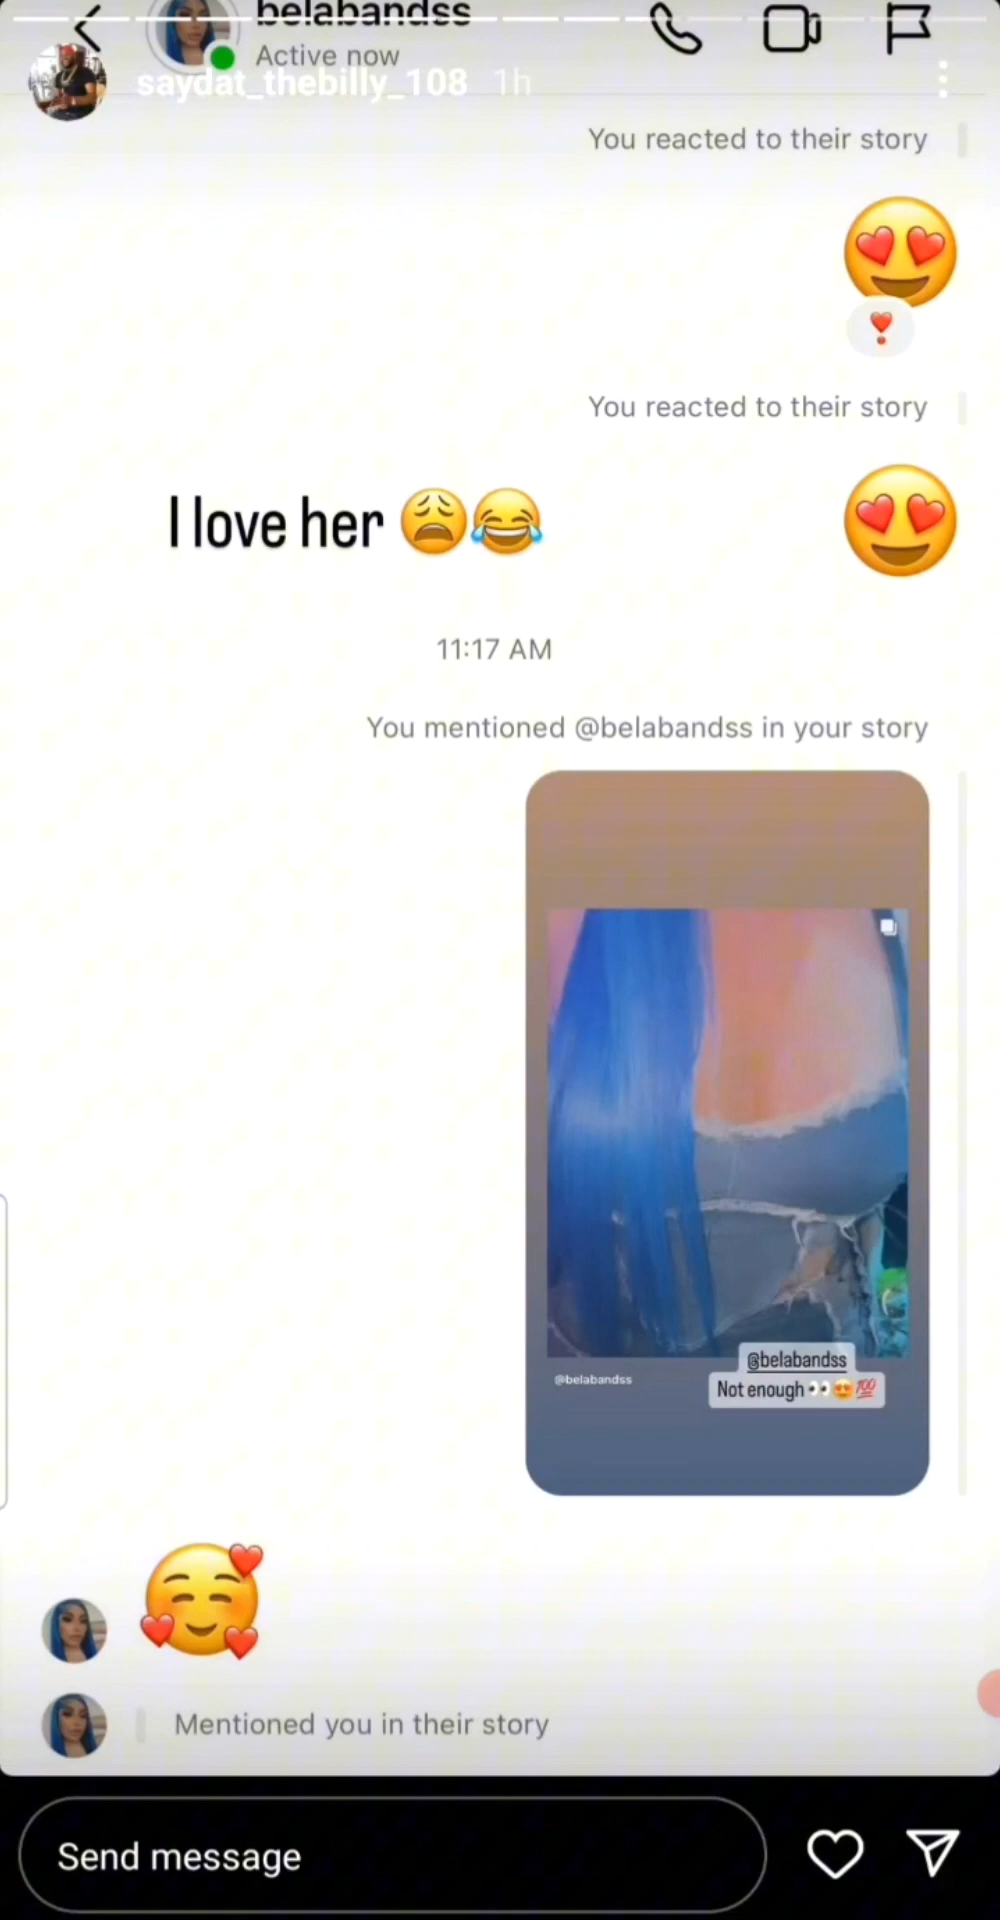 belabandss
Active now
saydat_thebilly_108 1h
You reacted to their story
You reacted to their story
I love her 😩😂
11:17 AM
You mentioned @belabandss in your story
@belabandss
@belabandss
Not enough 👀😍💯
Mentioned you in their story
Send message